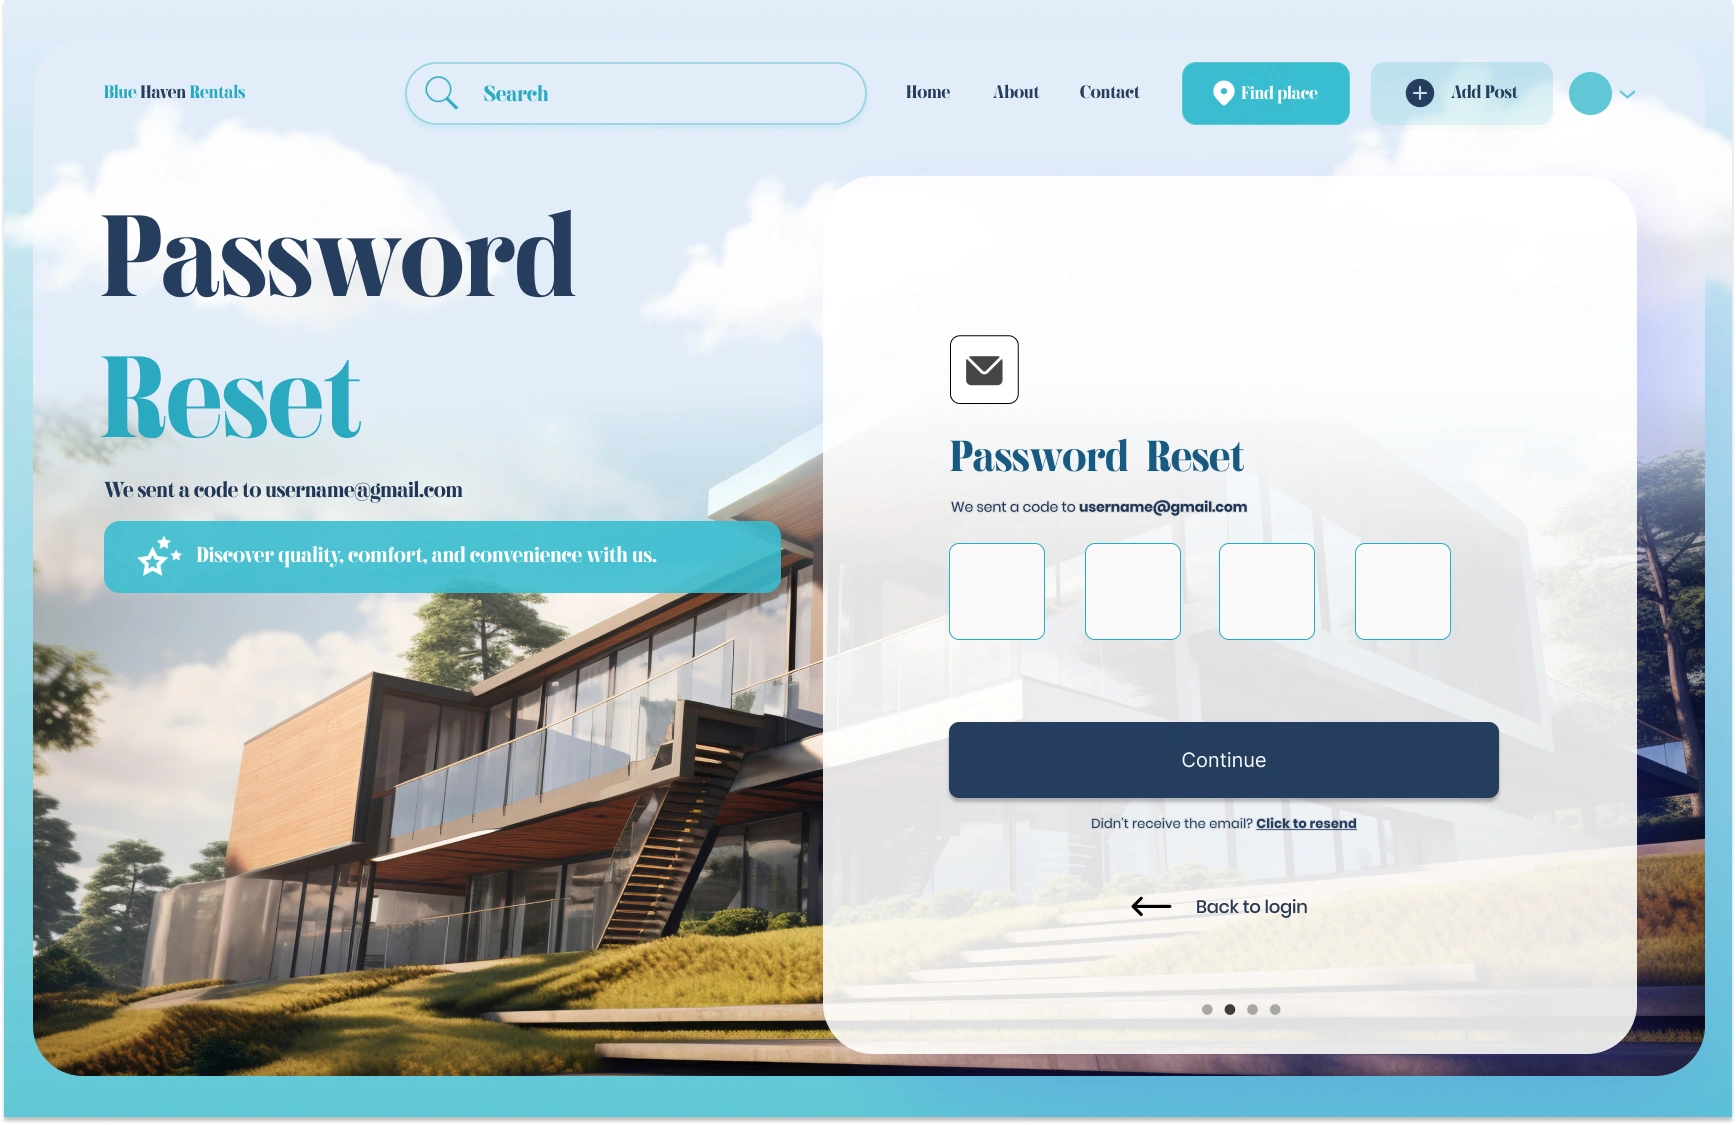 Blue Haven Rentals
Search
Home
About
Contact
Find place
Add Post
Password
Reset
We sent a code to username@gmail.com
Discover quality, comfort, and convenience with us.
Password Reset
We sent a code to username@gmail.com
Continue
Didn't receive the email? Click to resend
Back to login